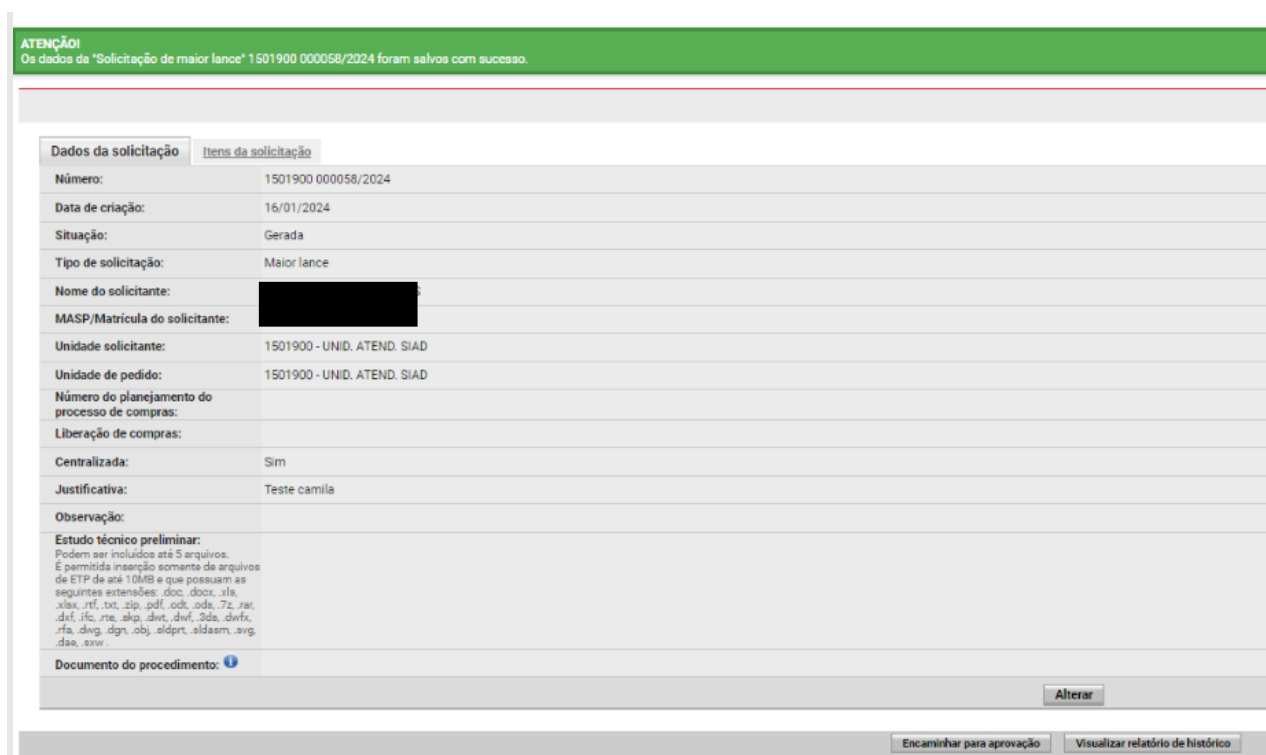 ATENÇÃO!
Os dados da "Solicitação de maior lance" 1501900 000058/2024 foram salvos com sucesso.
Dados da solicitação Itens da solicitação
Número: 1501900 000058/2024
Data de criação: 16/01/2024
Situação: Gerada
Tipo de solicitação: Maior lance
Nome do solicitante:
MASP/Matrícula do solicitante:
Unidade solicitante: 1501900 - UNID. ATEND. SIAD
Unidade de pedido: 1501900 - UNID. ATEND. SIAD
Número do planejamento do
processo de compras:
Liberação de compras:
Centralizada: Sim
Justificativa: Teste camila
Observação:
Estudo técnico preliminar:
Podem ser incluídos até 5 arquivos.
É permitida inserção somente de arquivos
de ETP de até 10MB e que possuam as
seguintes extensões: .doc, .docx, .xls,
.xlsx, .rtf, .txt, .zip, .pdf, .odt, .ods, .7z, .rar,
.dxf, .ifc, .rte, .skp, .dwt, .dwf, .3ds, .dwfx,
.rfa, .dwg, .dgn, .obj, .sldprt, .sldasm, .svg,
.dae, .sxw .
Documento do procedimento:
Alterar
Encaminhar para aprovação Visualizar relatório de histórico